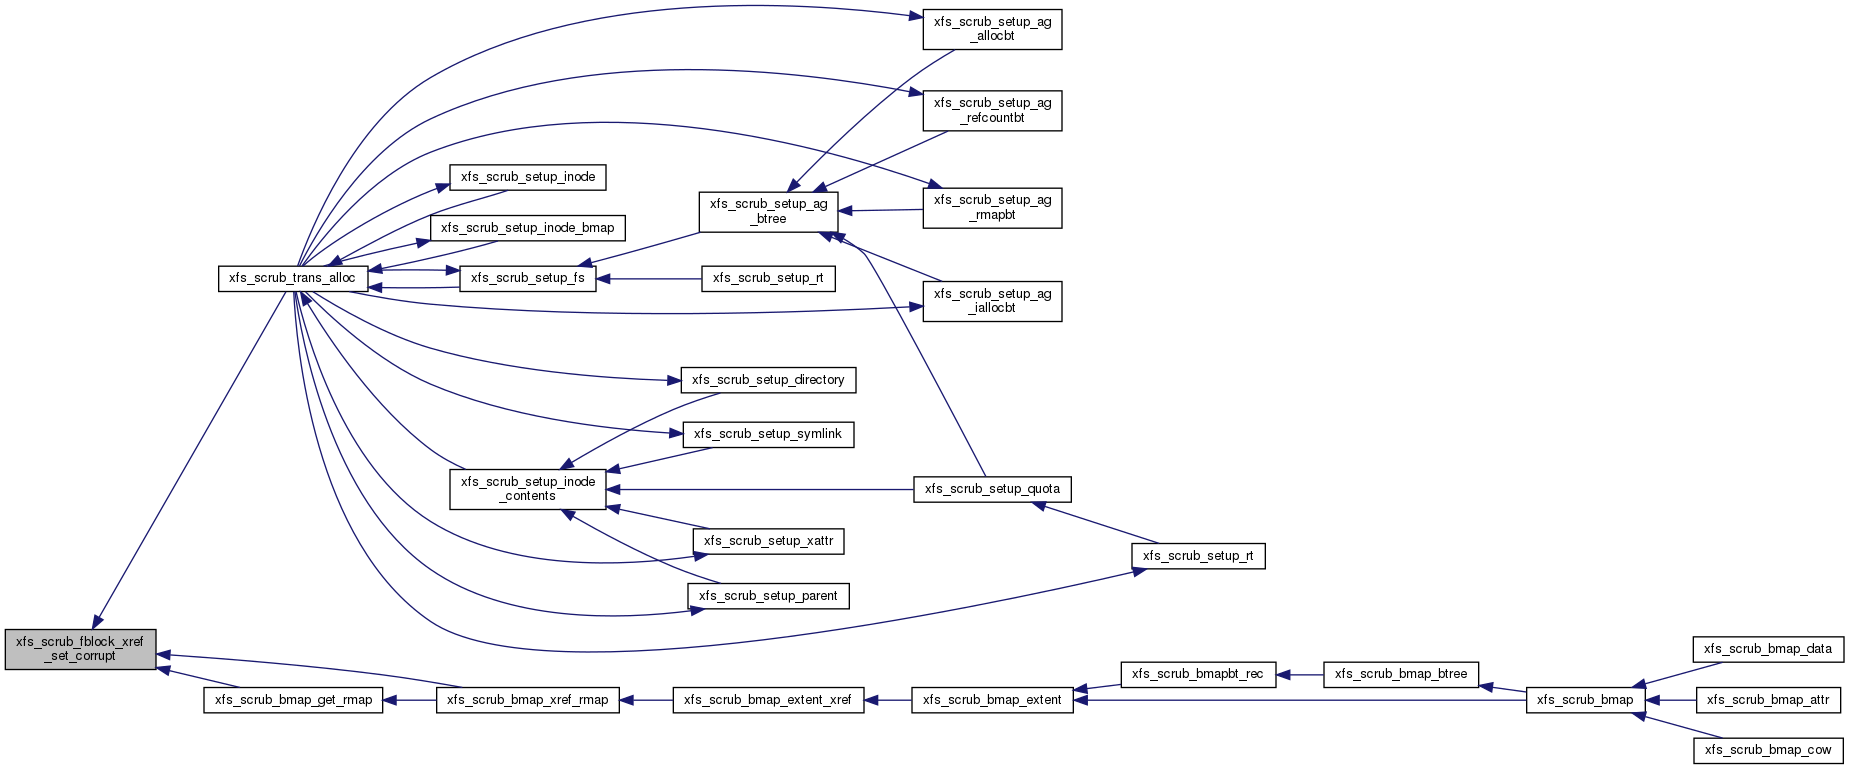 xfs_scrub_setup_ag
_allocbt
xfs_scrub_setup_ag
_refcountbt
xfs_scrub_setup_inode
xfs_scrub_setup_ag
_btree
xfs_scrub_setup_ag
_rmapbt
xfs_scrub_setup_inode_bmap
xfs_scrub_trans_alloc
xfs_scrub_setup_fs
xfs_scrub_setup_rt
xfs_scrub_setup_ag
_iallocbt
xfs_scrub_setup_directory
xfs_scrub_setup_symlink
xfs_scrub_setup_inode
_contents
xfs_scrub_setup_quota
xfs_scrub_setup_xattr
xfs_scrub_setup_rt
xfs_scrub_setup_parent
xfs_scrub_fblock_xref
_set_corrupt
xfs_scrub_bmap_data
xfs_scrub_bmapbt_rec
xfs_scrub_bmap_btree
xfs_scrub_bmap_get_rmap
xfs_scrub_bmap_xref_rmap
xfs_scrub_bmap_extent_xref
xfs_scrub_bmap_extent
xfs_scrub_bmap
xfs_scrub_bmap_attr
xfs_scrub_bmap_cow